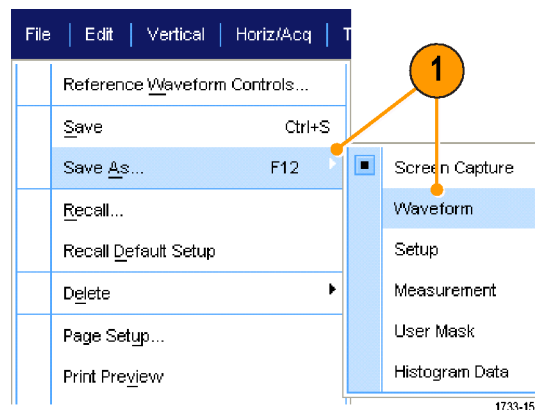 File | Edit | Vertical | Horiz/Acq | T
1
Reference Waveform Controls...
Save Ctrl+S
Save As... F12
Screen Capture
Recall...
Waveform
Recall Default Setup
Setup
Delete
Measurement
Page Setup...
User Mask
Print Preview
Histogram Data
1733-15